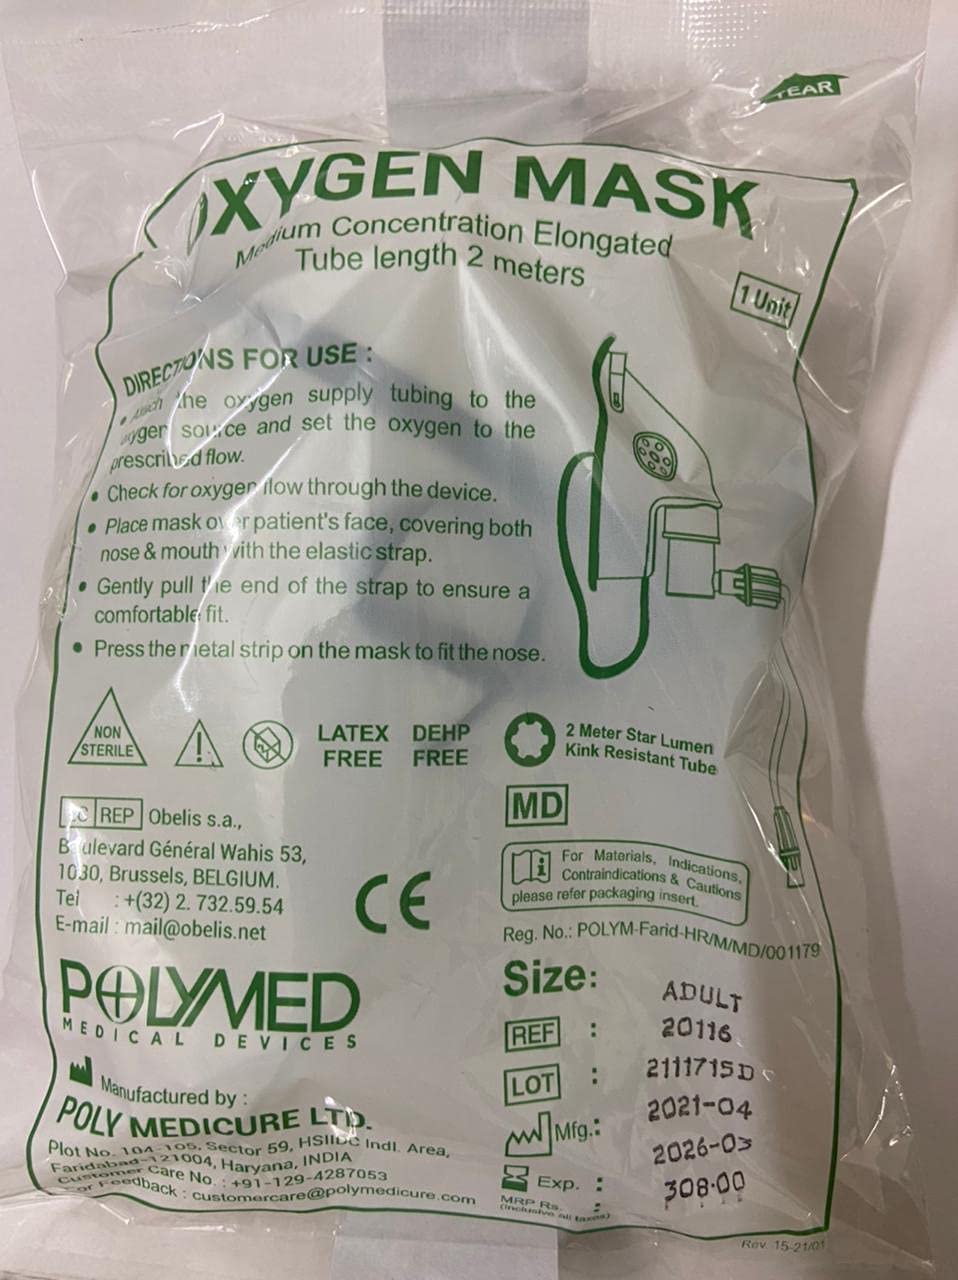 TEAR
OXYGEN MASK
Medium Concentration Elongated
Tube length 2 meters
1 Unit
DIRECTIONS FOR USE :
• Attach the oxygen supply tubing to the
oxygen source and set the oxygen to the
prescribed flow.
• Check for oxygen flow through the device.
• Place mask over patient's face, covering both
nose & mouth with the elastic strap.
• Gently pull the end of the strap to ensure a
comfortable fit.
• Press the metal strip on the mask to fit the nose.
NON
STERILE
LATEX
FREE
DEHP
FREE
2 Meter Star Lumen
Kink Resistant Tube
EC REP Obelis s.a.,
Boulevard Général Wahis 53,
1030, Brussels, BELGIUM.
Tel : +(32) 2. 732.59.54
E-mail : mail@obelis.net
CE
MD
For Materials, Indications,
Contraindications & Cautions
please refer packaging insert.
Reg. No.: POLYM-Farid-HR/M/MD/001179
POLYMED
MEDICAL DEVICES
Manufactured by :
POLY MEDICURE LTD.
Plot No. 104-105, Sector 59, HSIIDC Indl. Area,
Faridabad-121004, Haryana, INDIA
Customer Care No. : +91-129-4287053
For Feedback : customercare@polymedicure.com
Size: ADULT
REF : 20116
LOT : 2111715D
Mfg.: 2021-04
Exp. : 2026-03
MRP Rs. : 308.00
(Inclusive all taxes)
Rev. 15-21/01